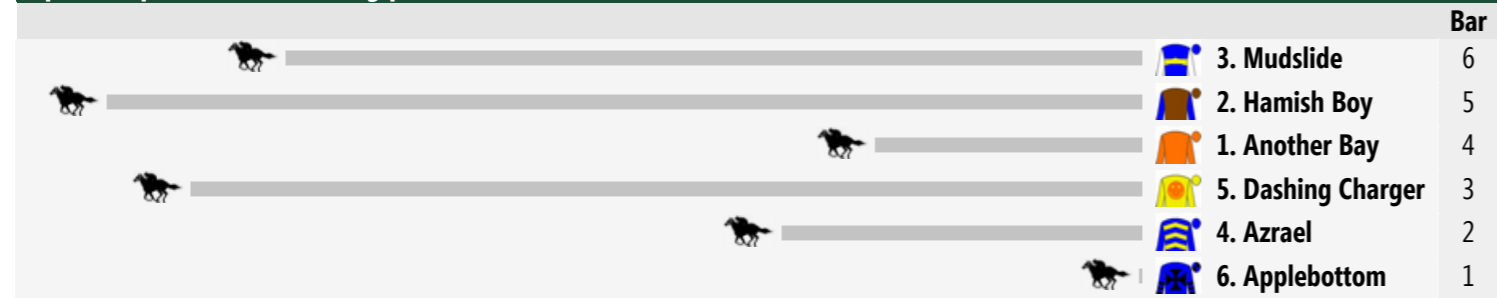 Bar
3. Mudslide 6
2. Hamish Boy 5
1. Another Bay 4
5. Dashing Charger 3
4. Azrael 2
6. Applebottom 1